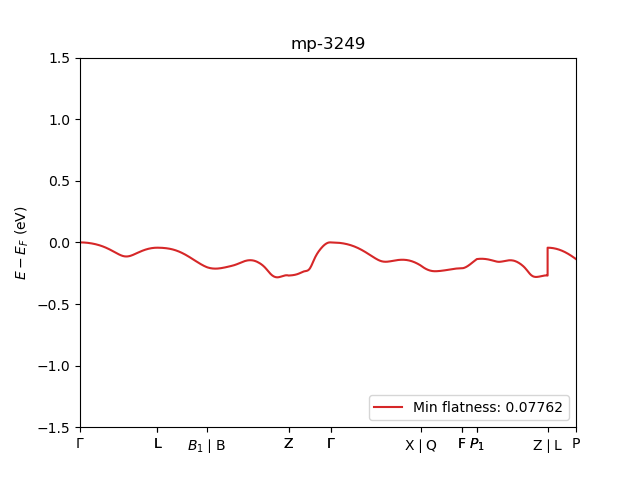 mp-3249
E − E_F (eV)
1.5
1.0
0.5
0.0
−0.5
−1.0
−1.5
Min flatness: 0.07762
Γ L B₁ | B Z Γ X | Q F P₁ Z | L P